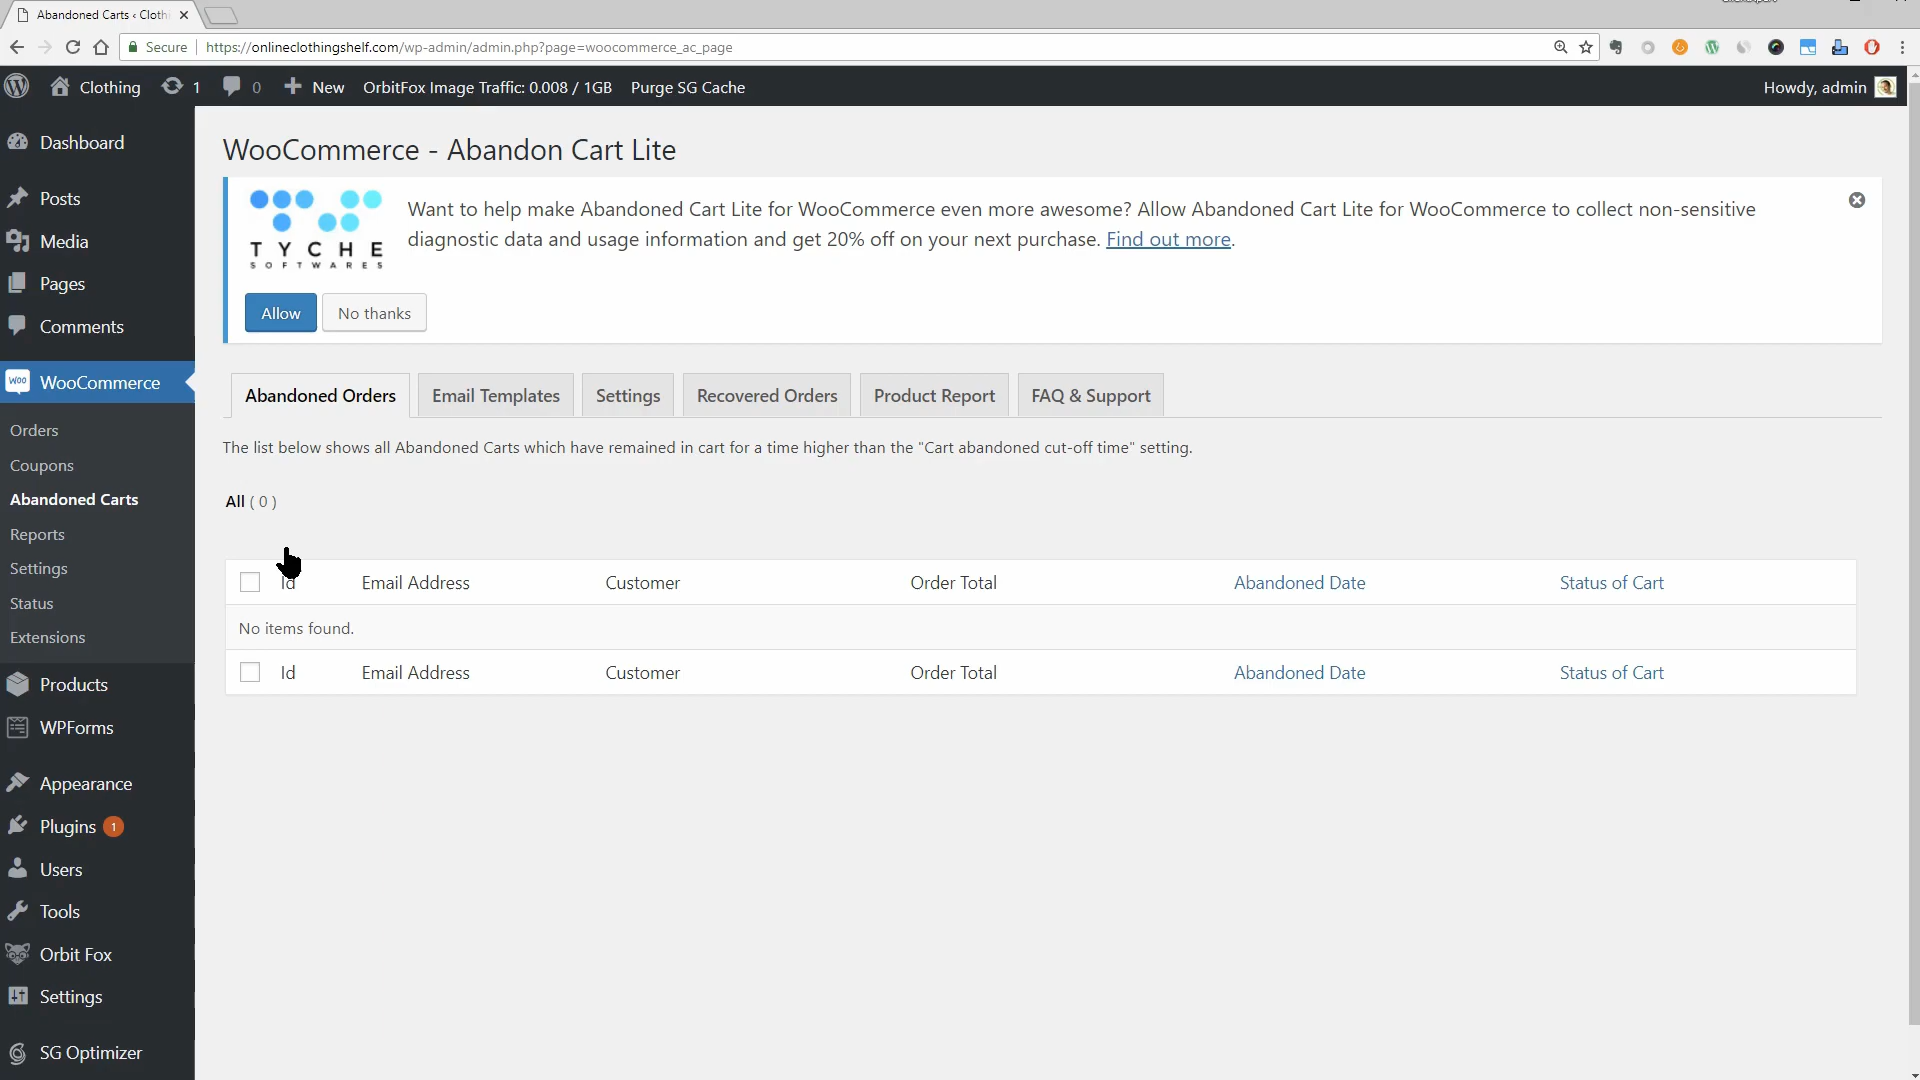 Abandoned Carts ‹ Cloth
Secure
https://onlineclothingshelf.com/wp-admin/admin.php?page=woocommerce_ac_page
Clothing 1 0 New OrbitFox Image Traffic: 0.008 / 1GB Purge SG Cache Howdy, admin
Dashboard
Posts
Media
Pages
Comments
WooCommerce
Orders
Coupons
Abandoned Carts
Reports
Settings
Status
Extensions
Products
WPForms
Appearance
Plugins 1
Users
Tools
Orbit Fox
Settings
SG Optimizer
WooCommerce - Abandon Cart Lite
TYCHE
SOFTWARES
Want to help make Abandoned Cart Lite for WooCommerce even more awesome? Allow Abandoned Cart Lite for WooCommerce to collect non-sensitive
diagnostic data and usage information and get 20% off on your next purchase. Find out more.
Allow No thanks
Abandoned Orders Email Templates Settings Recovered Orders Product Report FAQ & Support
The list below shows all Abandoned Carts which have remained in cart for a time higher than the "Cart abandoned cut-off time" setting.
All ( 0 )
Id Email Address Customer Order Total Abandoned Date Status of Cart
No items found.
Id Email Address Customer Order Total Abandoned Date Status of Cart